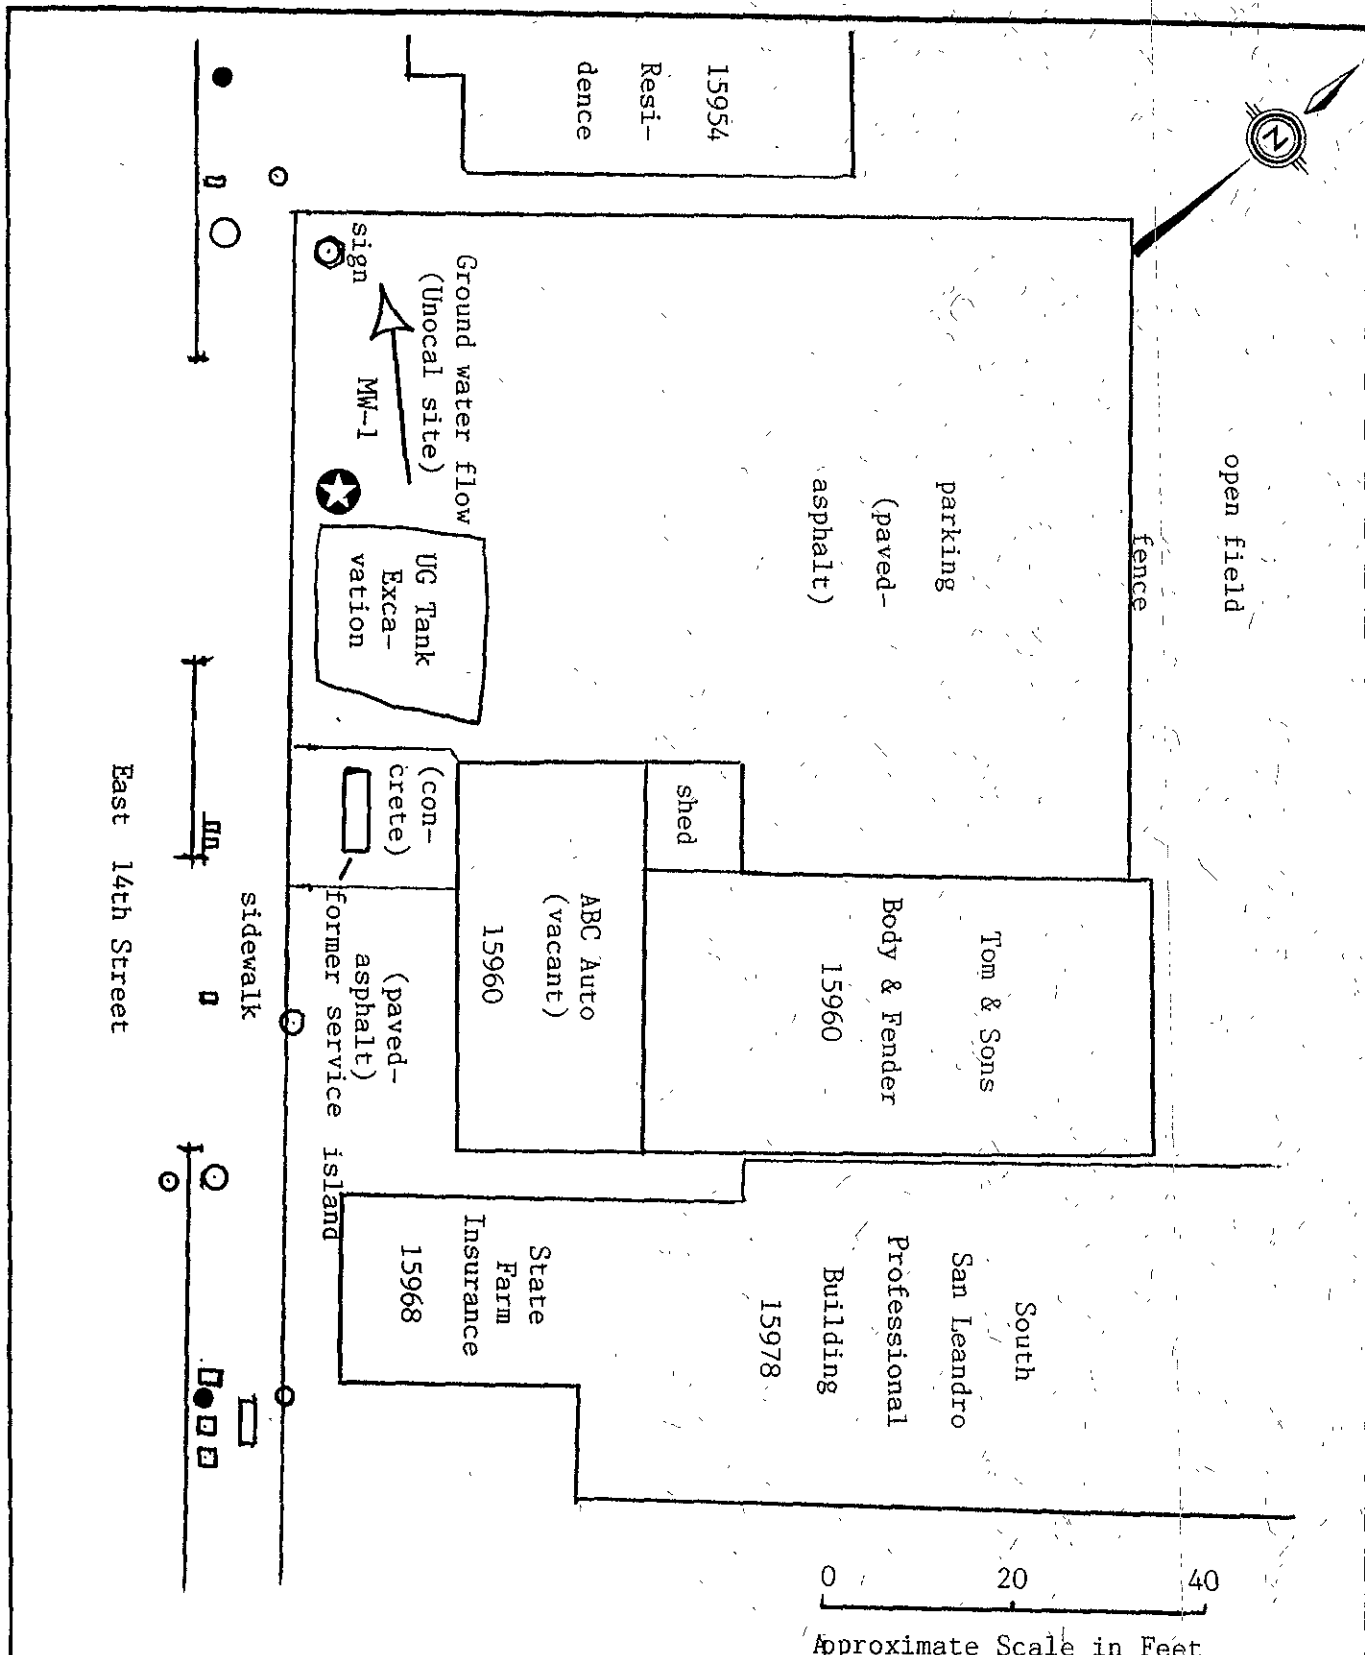 15954
Resi-
dence
N
sign
Ground water flow
(Unocal site)
MW-1
UG Tank
Exca-
vation
open field
fence
parking
(paved-
asphalt)
(con-
crete)
shed
ABC Auto
(vacant)
15960
Tom & Sons
Body & Fender
15960
(paved-
asphalt)
former service island
sidewalk
East 14th Street
State
Farm
Insurance
15968
South
San Leandro
Professional
Building
15978
0 20 40
Approximate Scale in Feet